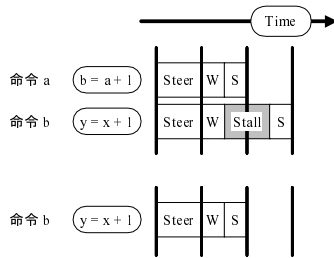 Time
命令 a b = a + 1 Steer W S
命令 b y = x + 1 Steer W Stall S
命令 b y = x + 1 Steer W S